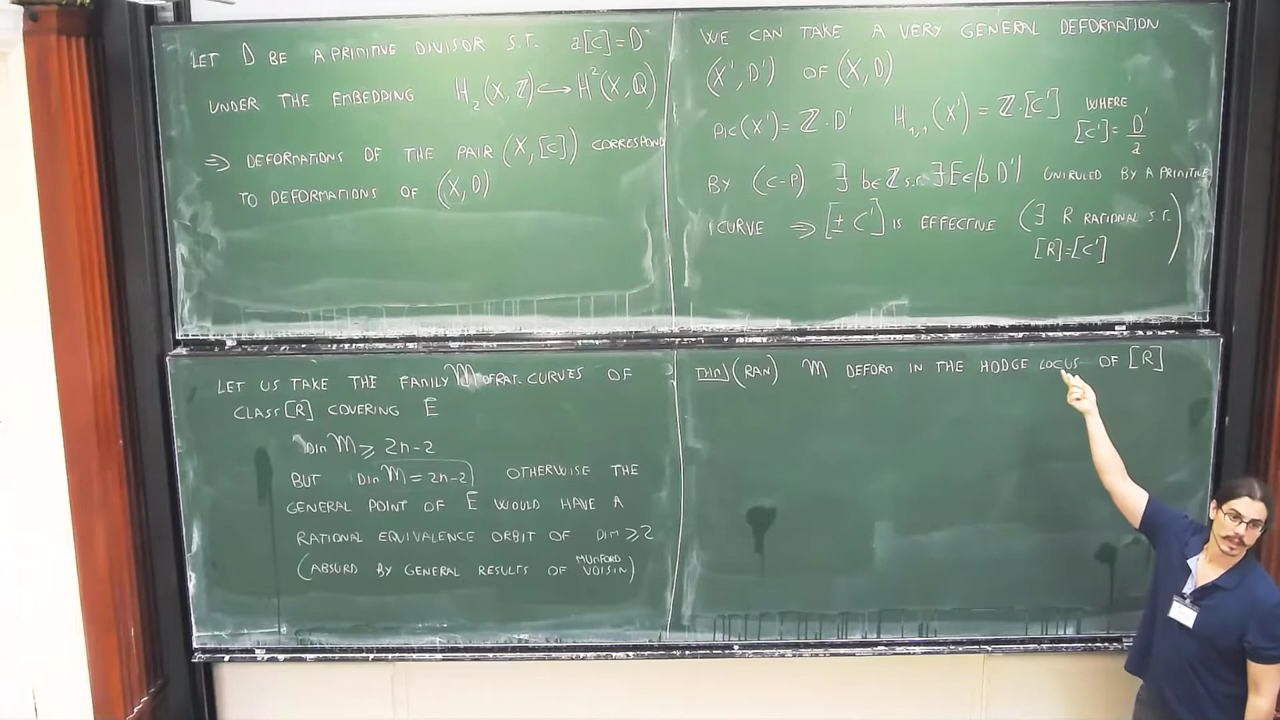 LET D BE A PRIMITIVE DIVISOR S.T. a[C]=D
UNDER THE EMBEDDING H₂(X,ℤ)↪H²(X,ℚ)
⇒ DEFORMATIONS OF THE PAIR (X,[C]) CORRESPOND
TO DEFORMATIONS OF (X,D)
WE CAN TAKE A VERY GENERAL DEFORMATION
(X',D') OF (X,D)
PIC(X')=ℤ·D' H₁,₁(X')=ℤ·[C'] WHERE
[C']=D'/a
BY (C-P) ∃ b∈ℤ s.t. ∃ E∈|bD'| UNIRULED BY A PRIMITIVE
CURVE ⇒ [±C'] IS EFFECTIVE (∃ R RATIONAL S.T.
[R]=[C'])
LET US TAKE THE FAMILY M OF RAT. CURVES OF
CLASS [R] COVERING E
DIM M ⩾ 2n-2
BUT DIM M = 2n-2 OTHERWISE THE
GENERAL POINT OF E WOULD HAVE A
RATIONAL EQUIVALENCE ORBIT OF DIM ⩾2
(ABSURD BY GENERAL RESULTS OF MUMFORD VOISIN)
THM (RAN) M DEFORM IN THE HODGE LOCUS OF [R]